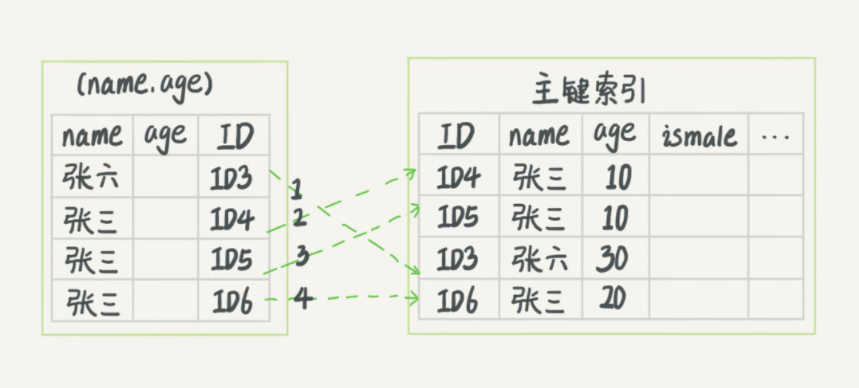 (name.age)
name age ID
张六 ID3
张三 ID4
张三 ID5
张三 ID6
1
2
3
4
主键索引
ID name age ismale ...
ID4 张三 10
ID5 张三 10
ID3 张六 30
ID6 张三 20